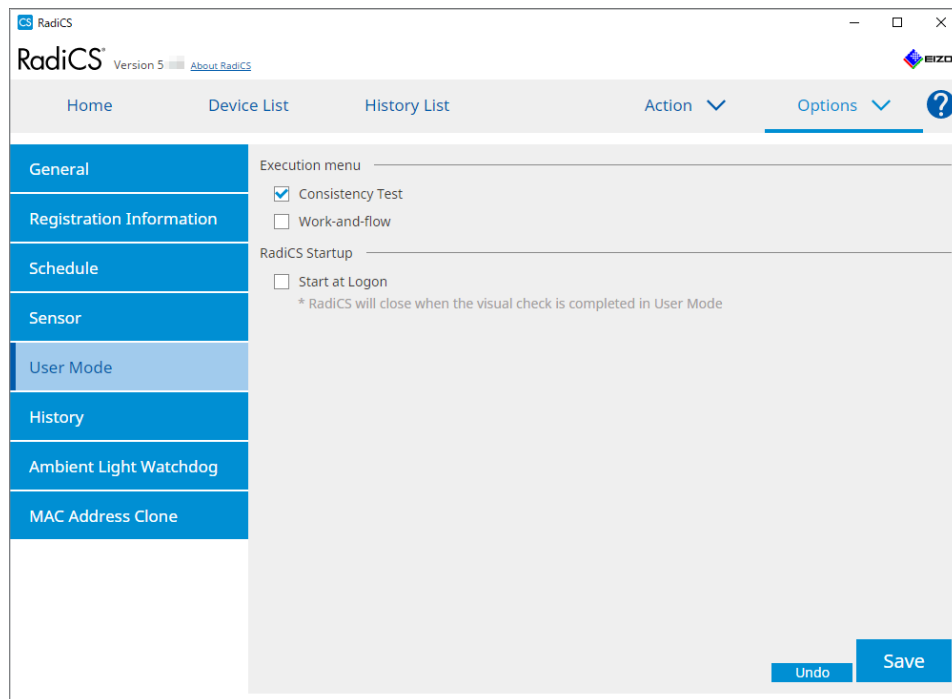 CS RadiCS
RadiCS Version 5 About RadiCS
EIZO
Home Device List History List Action Options ?
General
Registration Information
Schedule
Sensor
User Mode
History
Ambient Light Watchdog
MAC Address Clone
Execution menu
Consistency Test
Work-and-flow
RadiCS Startup
Start at Logon
* RadiCS will close when the visual check is completed in User Mode
Undo Save